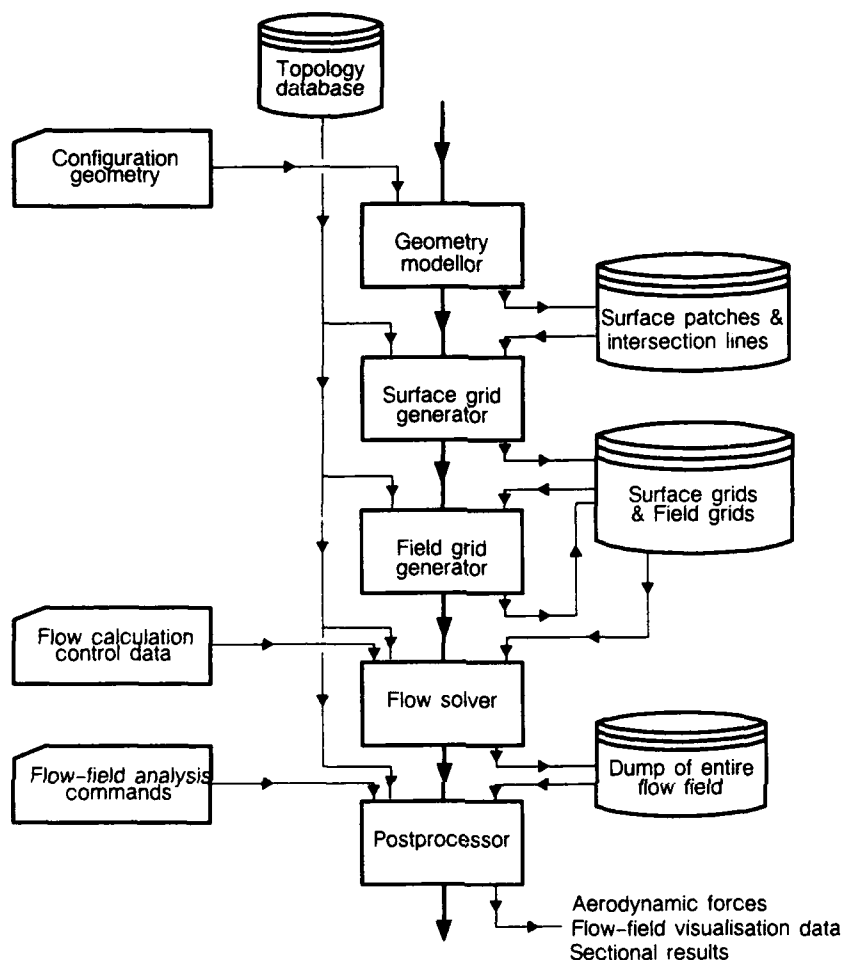 Topology
database
Configuration
geometry
Geometry
modellor
Surface patches &
intersection lines
Surface grid
generator
Surface grids
& Field grids
Field grid
generator
Flow calculation
control data
Flow solver
Flow-field analysis
commands
Dump of entire
flow field
Postprocessor
Aerodynamic forces
Flow-field visualisation data
Sectional results